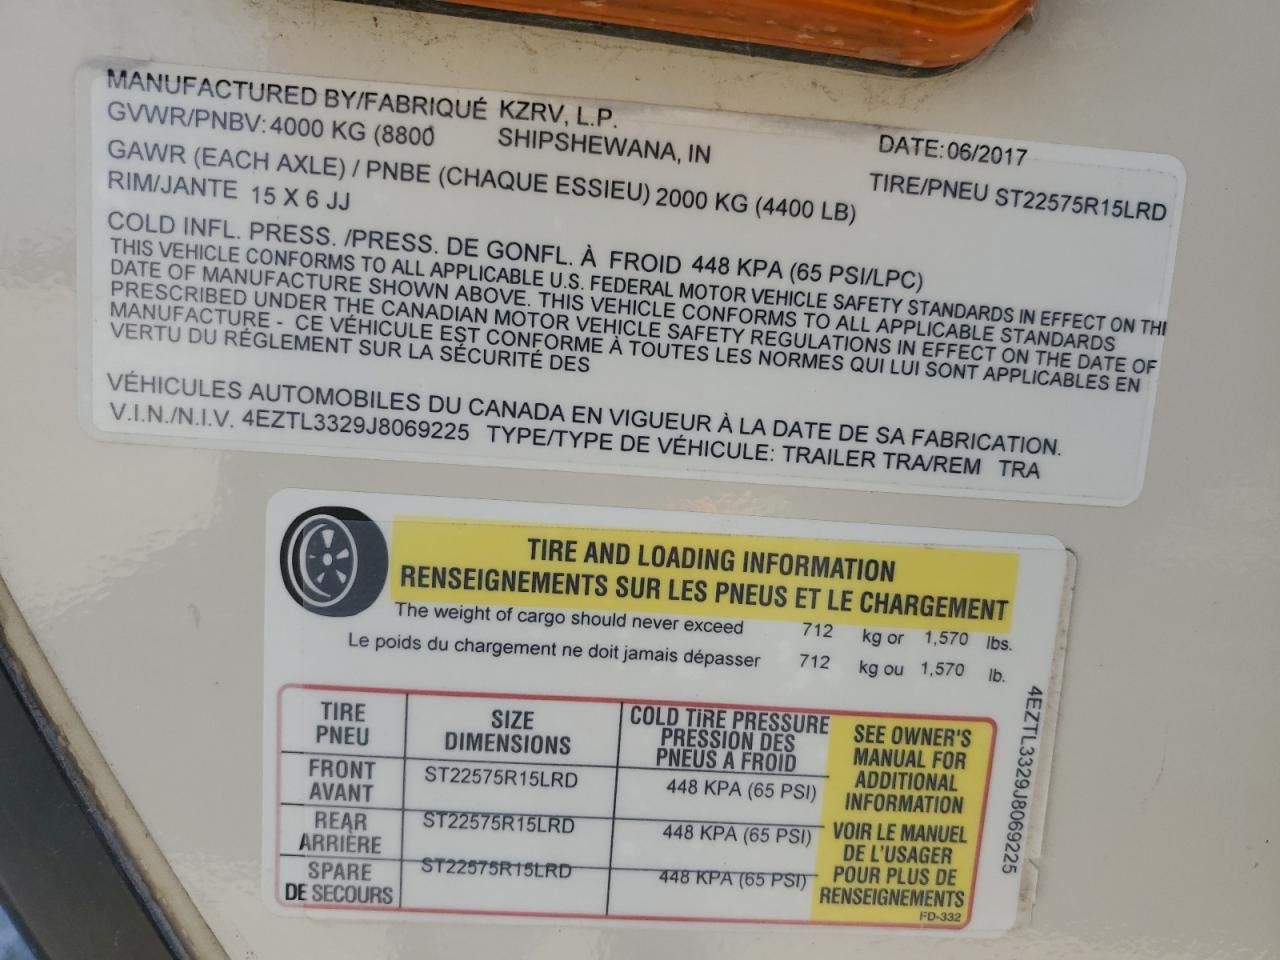 MANUFACTURED BY/FABRIQUÉ KZRV, L.P.
GVWR/PNBV: 4000 KG (8800 SHIPSHEWANA, IN DATE: 06/2017
GAWR (EACH AXLE) / PNBE (CHAQUE ESSIEU) 2000 KG (4400 LB) TIRE/PNEU ST22575R15LRD
RIM/JANTE 15 X 6 JJ
COLD INFL. PRESS. /PRESS. DE GONFL. À FROID 448 KPA (65 PSI/LPC)
THIS VEHICLE CONFORMS TO ALL APPLICABLE U.S. FEDERAL MOTOR VEHICLE SAFETY STANDARDS IN EFFECT ON THE
DATE OF MANUFACTURE SHOWN ABOVE. THIS VEHICLE CONFORMS TO ALL APPLICABLE STANDARDS
PRESCRIBED UNDER THE CANADIAN MOTOR VEHICLE SAFETY REGULATIONS IN EFFECT ON THE DATE OF
MANUFACTURE - CE VÉHICULE EST CONFORME À TOUTES LES NORMES QUI LUI SONT APPLICABLES EN
VERTU DU RÉGLEMENT SUR LA SÉCURITÉ DES
VÉHICULES AUTOMOBILES DU CANADA EN VIGUEUR À LA DATE DE SA FABRICATION.
V.I.N./N.I.V. 4EZTL3329J8069225 TYPE/TYPE DE VÉHICULE: TRAILER TRA/REM TRA
TIRE AND LOADING INFORMATION
RENSEIGNEMENTS SUR LES PNEUS ET LE CHARGEMENT
The weight of cargo should never exceed 712 kg or 1,570 lbs.
Le poids du chargement ne doit jamais dépasser 712 kg ou 1,570 lb.
TIRE
PNEU
SIZE
DIMENSIONS
COLD TIRE PRESSURE
PRESSION DES
PNEUS A FROID
FRONT
AVANT
ST22575R15LRD
448 KPA (65 PSI)
REAR
ARRIÈRE
ST22575R15LRD
448 KPA (65 PSI)
SPARE
DE SECOURS
ST22575R15LRD
448 KPA (65 PSI)
SEE OWNER'S
MANUAL FOR
ADDITIONAL
INFORMATION
VOIR LE MANUEL
DE L'USAGER
POUR PLUS DE
RENSEIGNEMENTS
FD-332
4EZTL3329J8069225